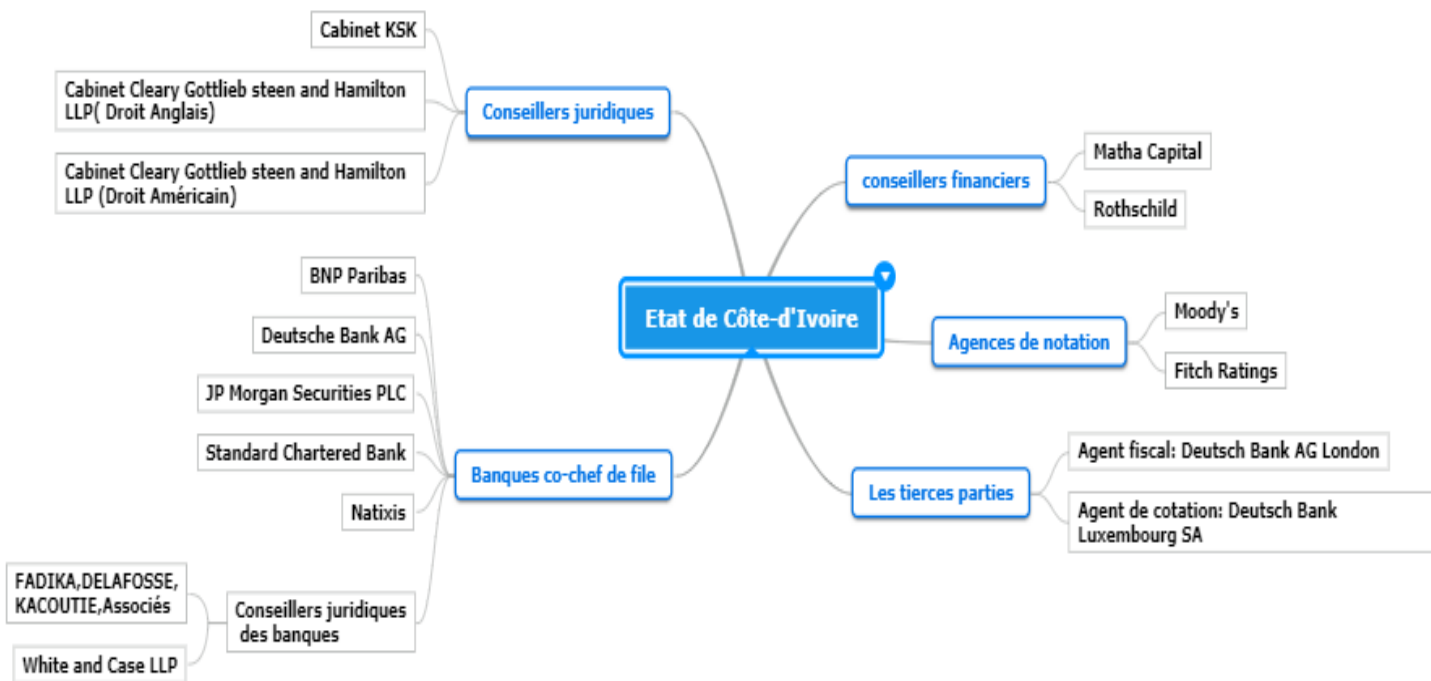 Cabinet KSK
Cabinet Cleary Gottlieb steen and Hamilton
LLP( Droit Anglais)
Cabinet Cleary Gottlieb steen and Hamilton
LLP (Droit Américain)
Conseillers juridiques
conseillers financiers
Matha Capital
Rothschild
Etat de Côte-d'Ivoire
Agences de notation
Moody's
Fitch Ratings
Les tierces parties
Agent fiscal: Deutsch Bank AG London
Agent de cotation: Deutsch Bank
Luxembourg SA
Banques co-chef de file
BNP Paribas
Deutsche Bank AG
JP Morgan Securities PLC
Standard Chartered Bank
Natixis
Conseillers juridiques
des banques
FADIKA,DELAFOSSE,
KACOUTIE,Associés
White and Case LLP